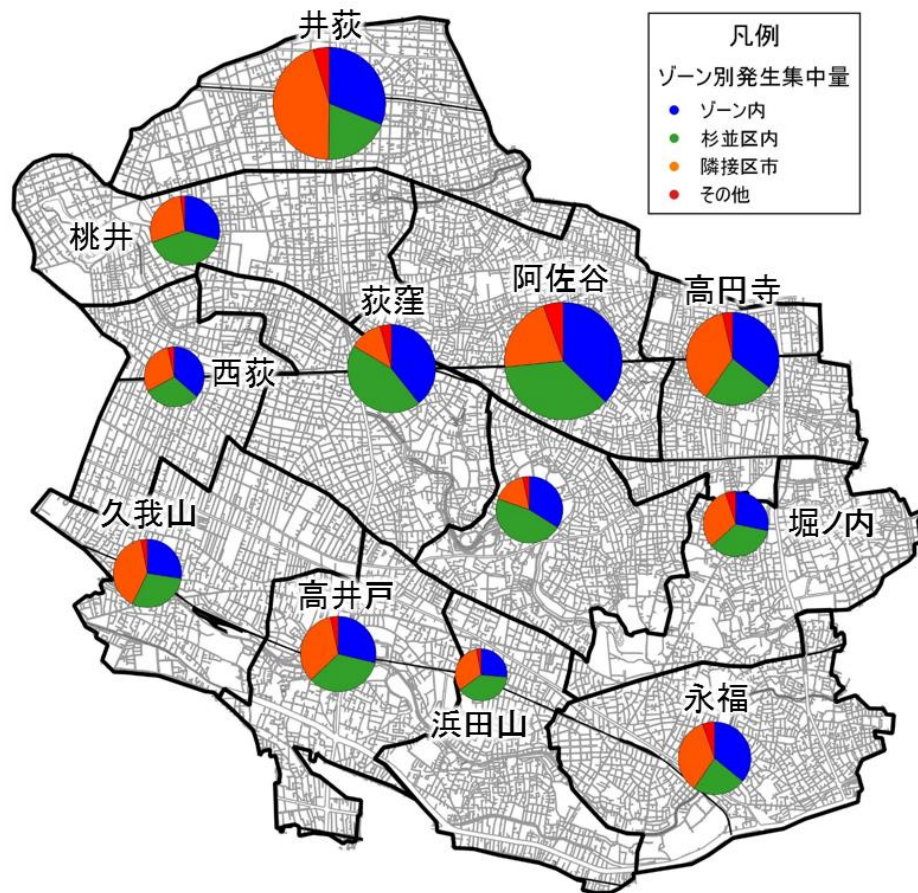 井荻
凡例
ゾーン別発生集中量
ゾーン内
杉並区内
隣接区市
その他
桃井
荻窪
阿佐谷
高円寺
西荻
久我山
堀ノ内
高井戸
浜田山
永福